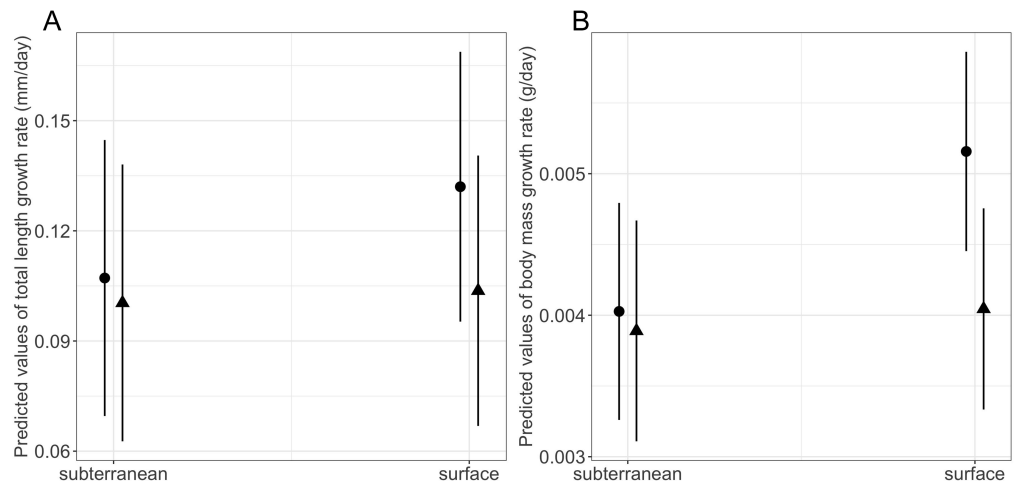 A
Predicted values of total length growth rate (mm/day)
0.15
0.12
0.09
0.06
subterranean surface
B
Predicted values of body mass growth rate (g/day)
0.005
0.004
0.003
subterranean surface